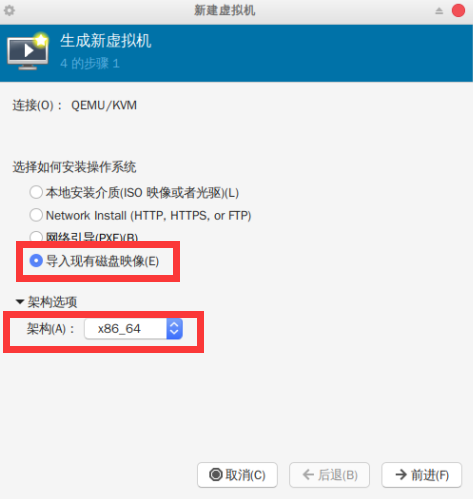 新建虚拟机
生成新虚拟机
4 的步骤 1
连接(O)： QEMU/KVM
选择如何安装操作系统
本地安装介质(ISO 映像或者光驱)(L)
Network Install (HTTP, HTTPS, or FTP)
网络引导(PXE)(B)
导入现有磁盘映像(E)
架构选项
架构(A)： x86_64
取消(C) 后退(B) 前进(F)